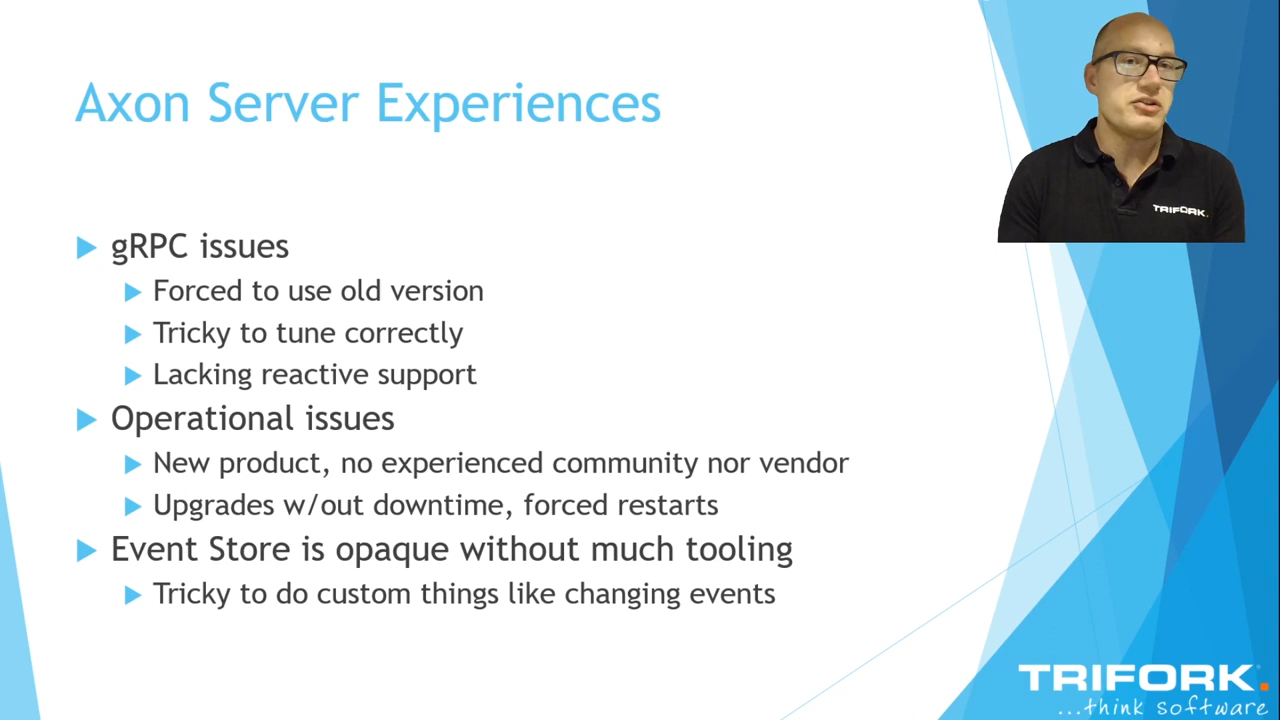 Axon Server Experiences
TRIFORK.
gRPC issues
Forced to use old version
Tricky to tune correctly
Lacking reactive support
Operational issues
New product, no experienced community nor vendor
Upgrades w/out downtime, forced restarts
Event Store is opaque without much tooling
Tricky to do custom things like changing events
TRIFORK.
...think software